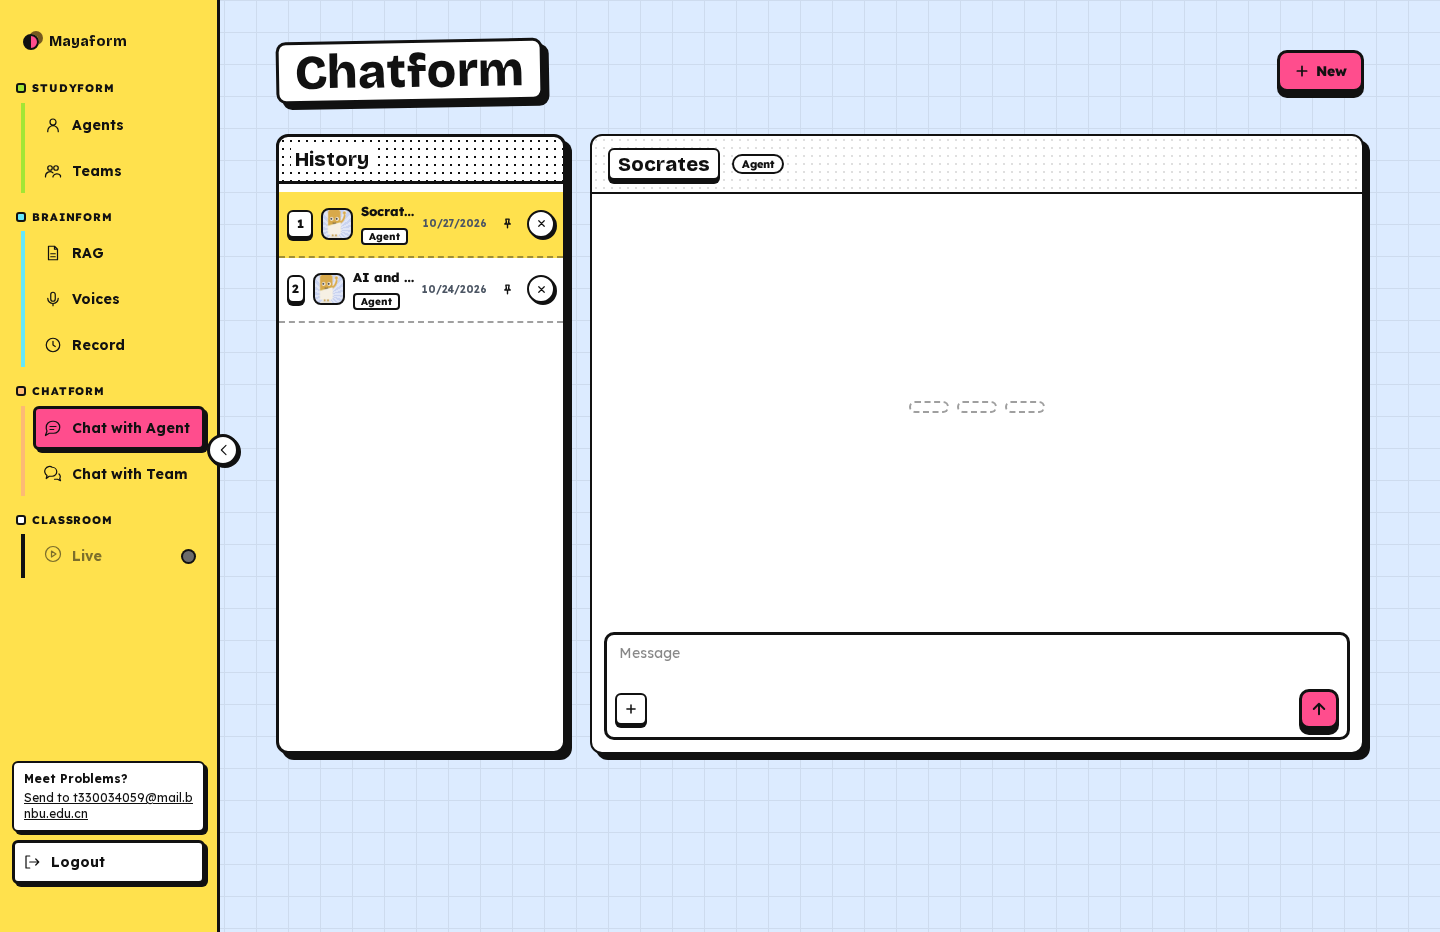 Mayaform
STUDYFORM
Agents
Teams
BRAINFORM
RAG
Voices
Record
CHATFORM
Chat with Agent
Chat with Team
CLASSROOM
Live
Meet Problems?
Send to t330034059@mail.b
nbu.edu.cn
Logout
Chatform
New
History
1
Socrat...
10/27/2026
Agent
2
AI and ...
10/24/2026
Agent
Socrates
Agent
Message